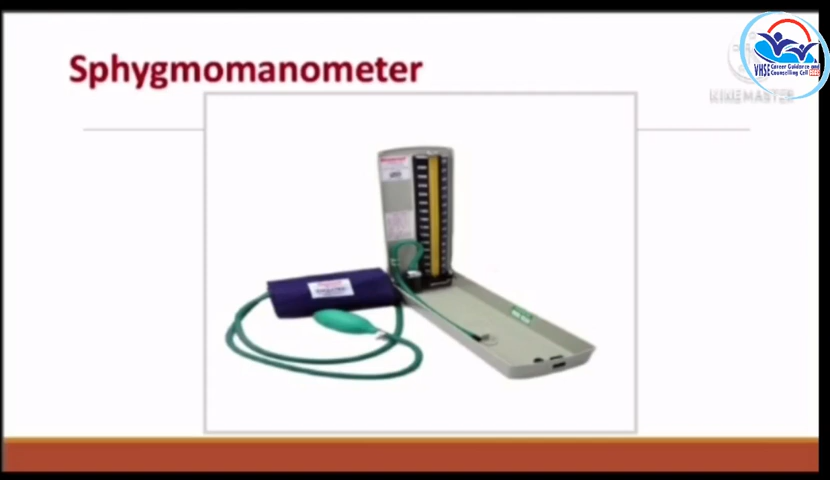 Sphygmomanometer
VHSE Career Guidance and
Counselling Cell
KINEMASTER